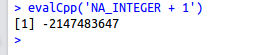 > evalCpp('NA_INTEGER + 1')
[1] -2147483647
>